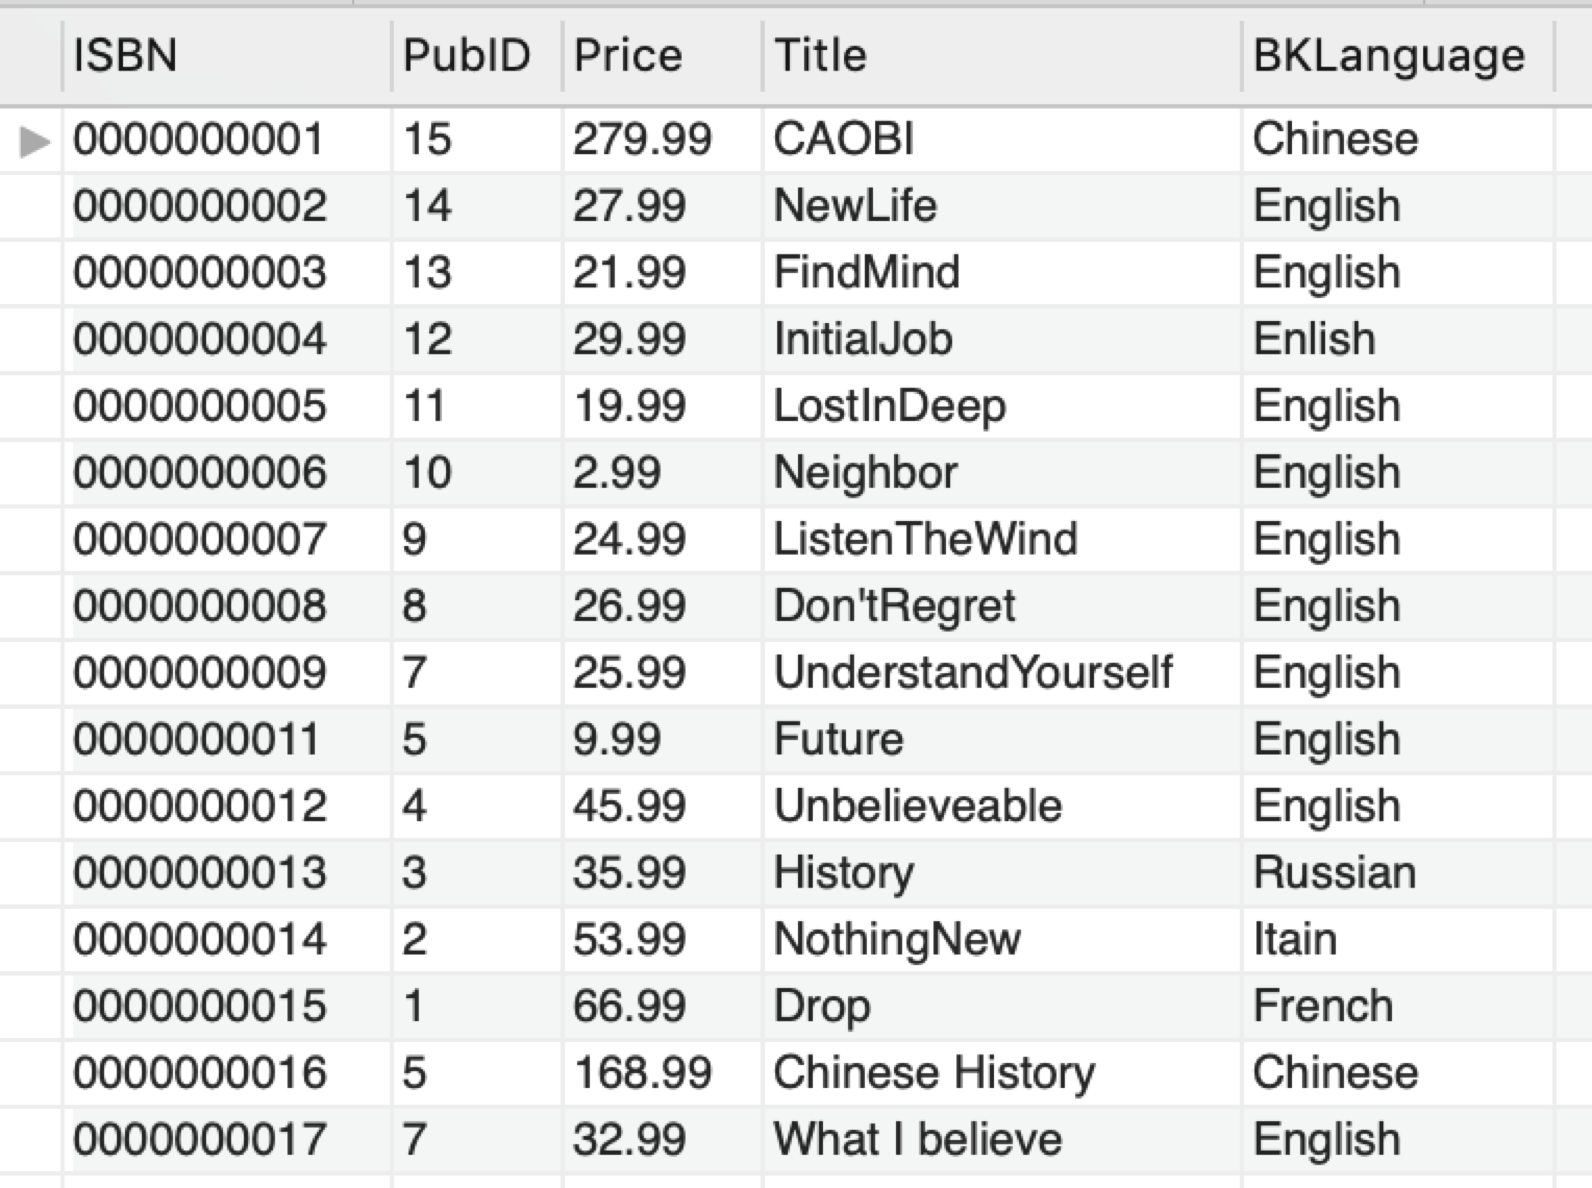 ISBN PubID Price Title BKLanguage
0000000001 15 279.99 CAOBI Chinese
0000000002 14 27.99 NewLife English
0000000003 13 21.99 FindMind English
0000000004 12 29.99 InitialJob Enlish
0000000005 11 19.99 LostInDeep English
0000000006 10 2.99 Neighbor English
0000000007 9 24.99 ListenTheWind English
0000000008 8 26.99 Don'tRegret English
0000000009 7 25.99 UnderstandYourself English
0000000011 5 9.99 Future English
0000000012 4 45.99 Unbelieveable English
0000000013 3 35.99 History Russian
0000000014 2 53.99 NothingNew Itain
0000000015 1 66.99 Drop French
0000000016 5 168.99 Chinese History Chinese
0000000017 7 32.99 What I believe English